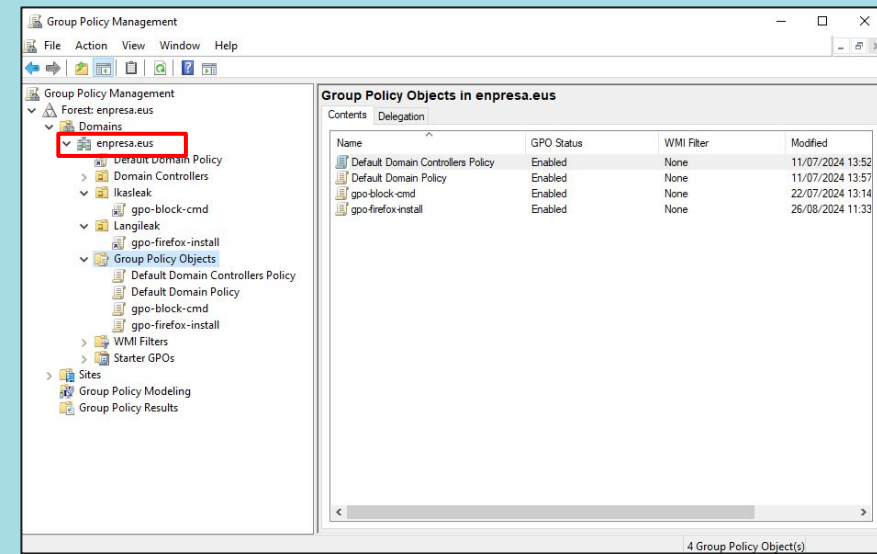 Group Policy Management
File Action View Window Help
Group Policy Management
Forest: enpresa.eus
Domains
enpresa.eus
Default Domain Policy
Domain Controllers
Ikasleak
gpo-block-cmd
Langileak
gpo-firefox-install
Group Policy Objects
Default Domain Controllers Policy
Default Domain Policy
gpo-block-cmd
gpo-firefox-install
WMI Filters
Starter GPOs
Sites
Group Policy Modeling
Group Policy Results
Group Policy Objects in enpresa.eus
Contents Delegation
Name GPO Status WMI Filter Modified
Default Domain Controllers Policy Enabled None 11/07/2024 13:52
Default Domain Policy Enabled None 11/07/2024 13:57
gpo-block-cmd Enabled None 22/07/2024 13:14
gpo-firefox-install Enabled None 26/08/2024 11:33
4 Group Policy Object(s)